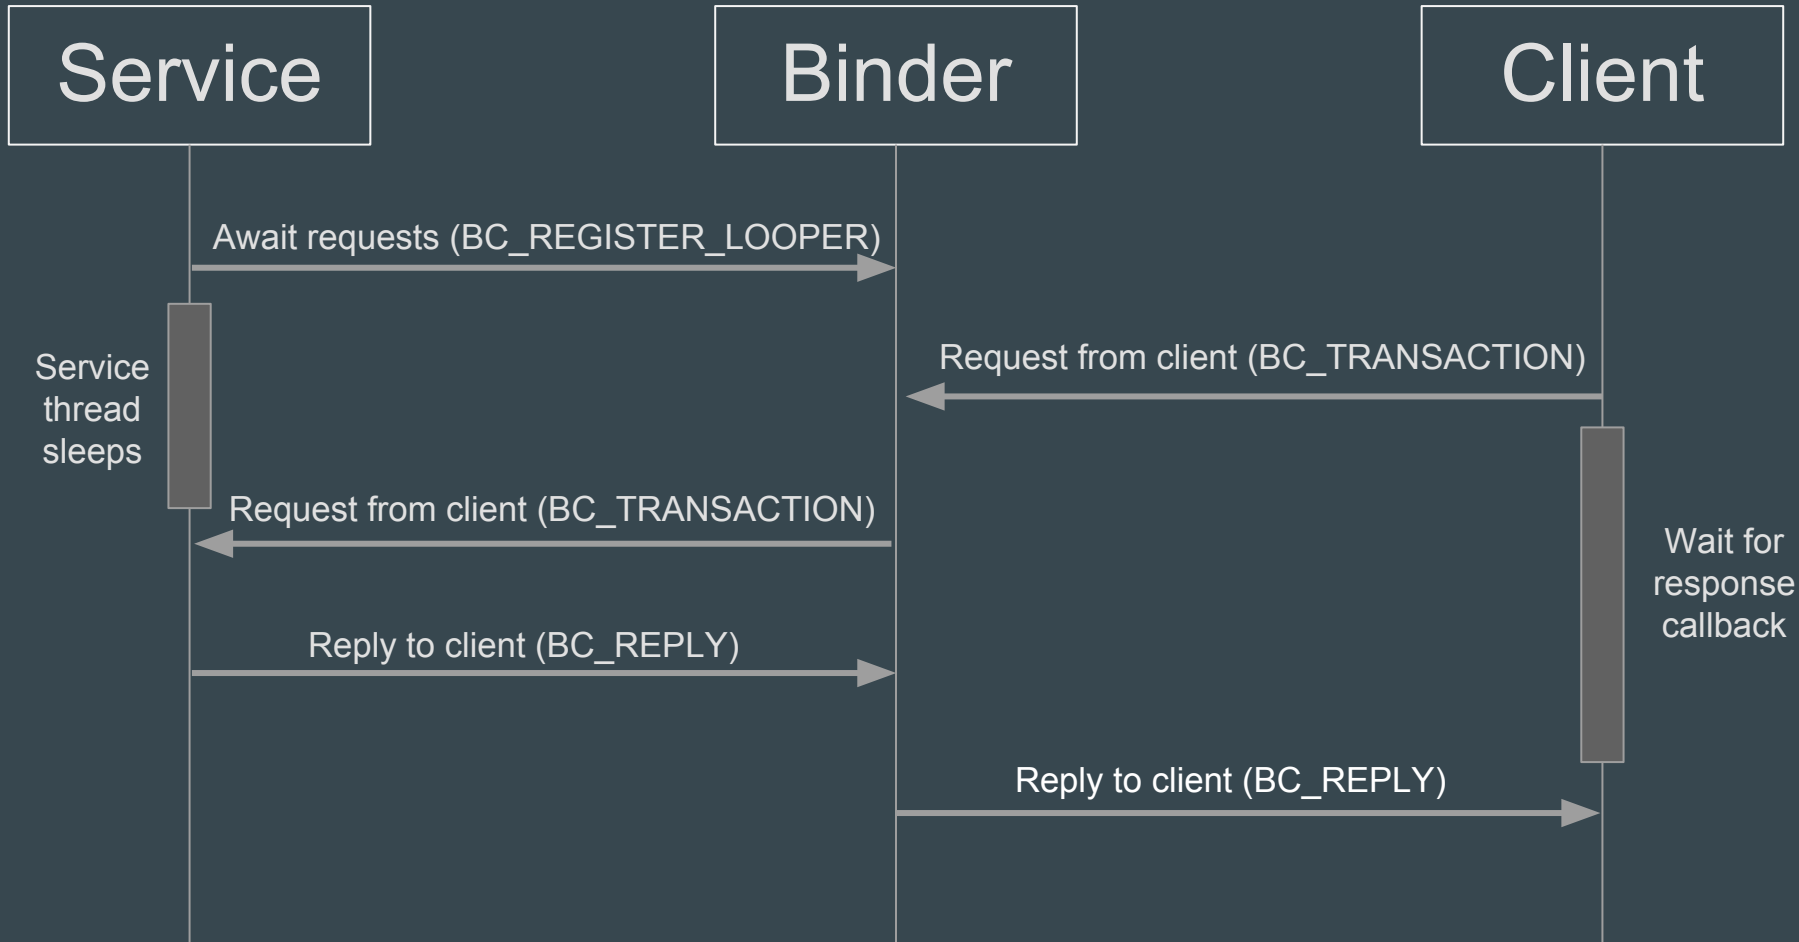 Service
Binder
Client
Await requests (BC_REGISTER_LOOPER)
Service
thread
sleeps
Request from client (BC_TRANSACTION)
Request from client (BC_TRANSACTION)
Wait for
response
callback
Reply to client (BC_REPLY)
Reply to client (BC_REPLY)